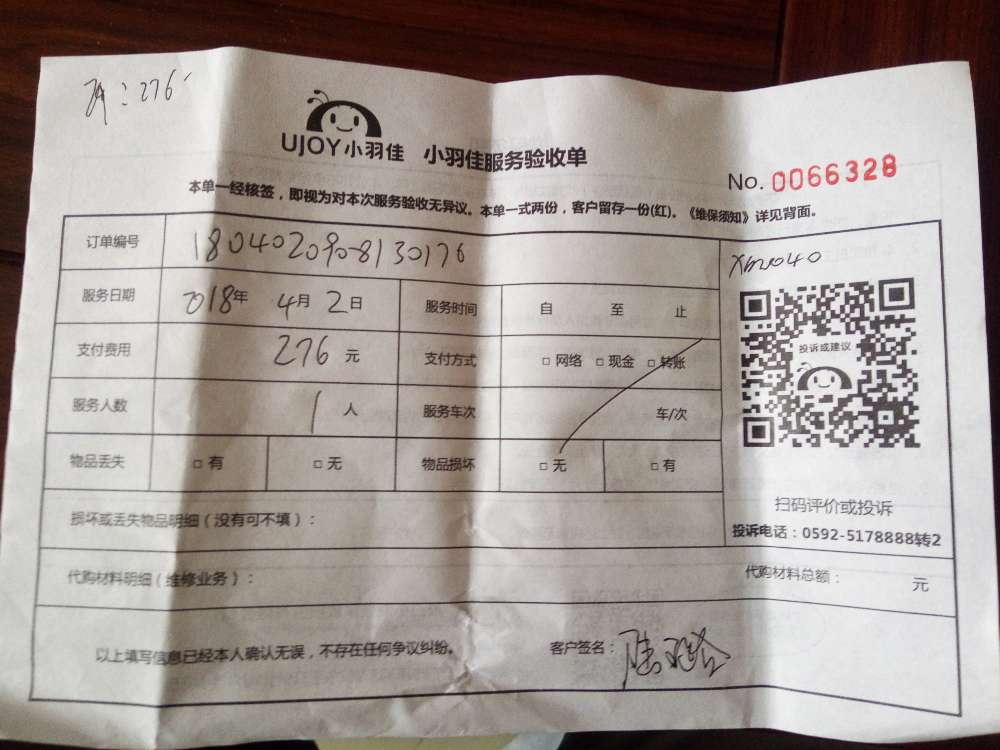 276
UJOY小羽佳 小羽佳服务验收单
No. 0066328
本单一经核签，即视为对本次服务验收无异议。本单一式两份，客户留存一份(红)。《维保须知》详见背面。
订单编号 1804020908130176
服务日期 2018年 4月 2日 服务时间 自 至 止
支付费用 276 元 支付方式 □ 网络 □ 现金 □ 转账
服务人数 1 人 服务车次 车/次
物品丢失 □ 有 □ 无 物品损坏 □ 无 □ 有
投诉或建议
扫码评价或投诉
投诉电话：0592-5178888转2
损坏或丢失物品明细（没有可不填）：
代购材料明细（维修业务）：
代购材料总额： 元
以上填写信息已经本人确认无误，不存在任何争议纠纷。 客户签名：